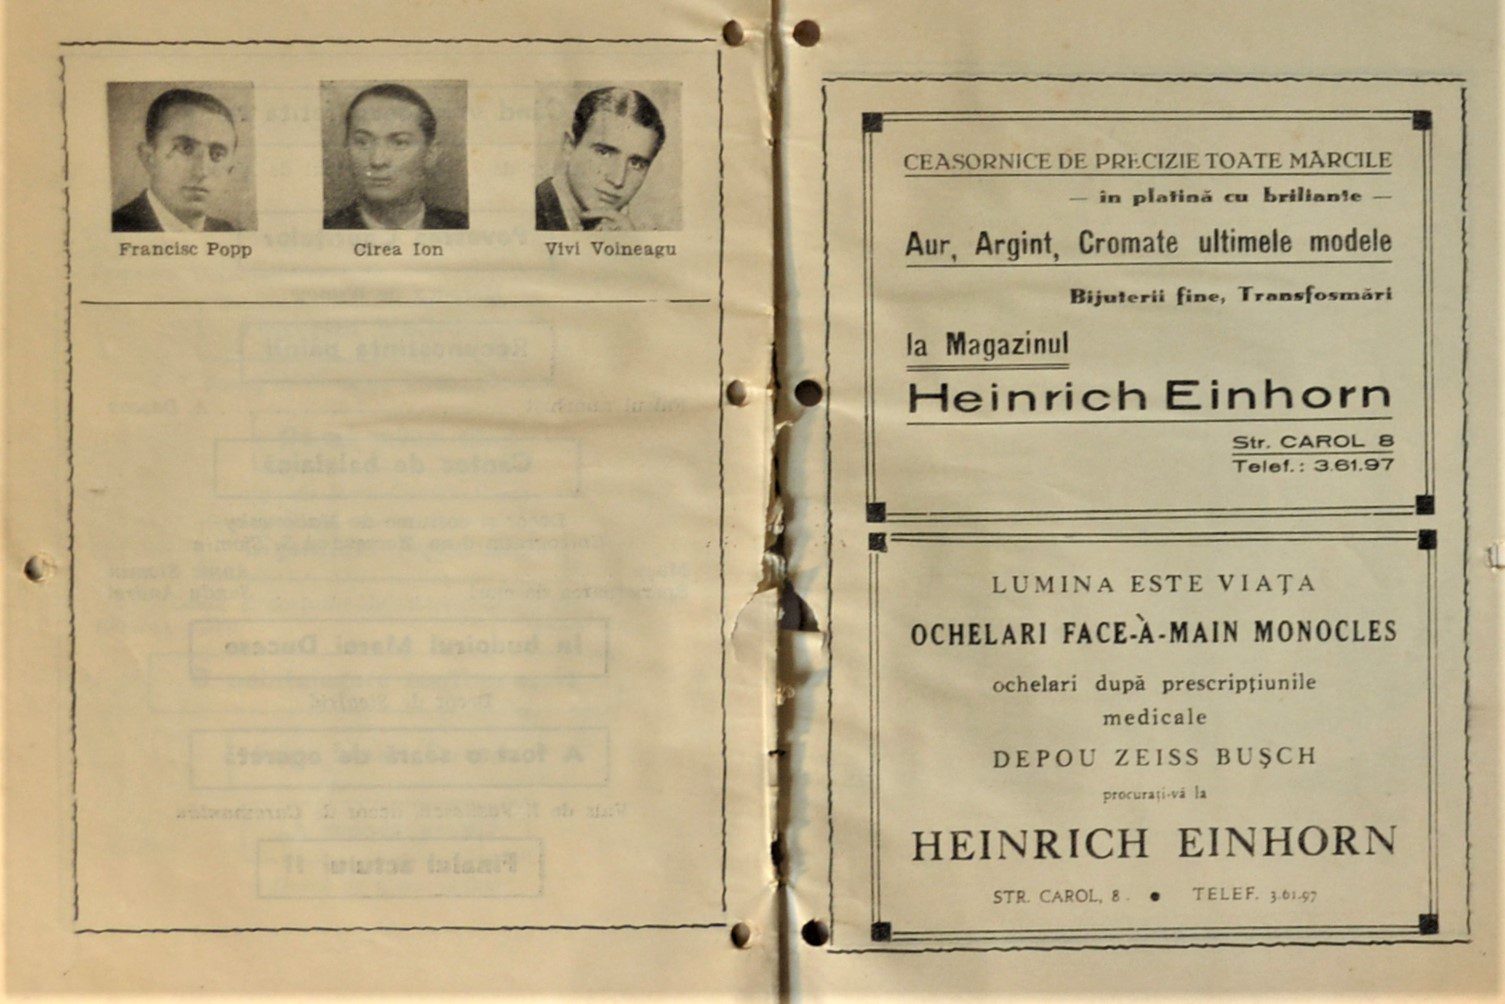 Francisc Popp
Cirea Ion
Vivi Voineagu
CEASORNICE DE PRECIZIE TOATE MĂRCILE
— în platină cu briliante —
Aur, Argint, Cromate ultimele modele
Bijuterii fine, Transfosmări
la Magazinul
Heinrich Einhorn
Str. CAROL 8
Telef.: 3.61.97
LUMINA ESTE VIAȚA
OCHELARI FACE-À-MAIN MONOCLES
ochelari după prescripțiunile
medicale
DEPOU ZEISS BUȘCH
procurați-vă la
HEINRICH EINHORN
STR. CAROL, 8. • TELEF. 3.61.97